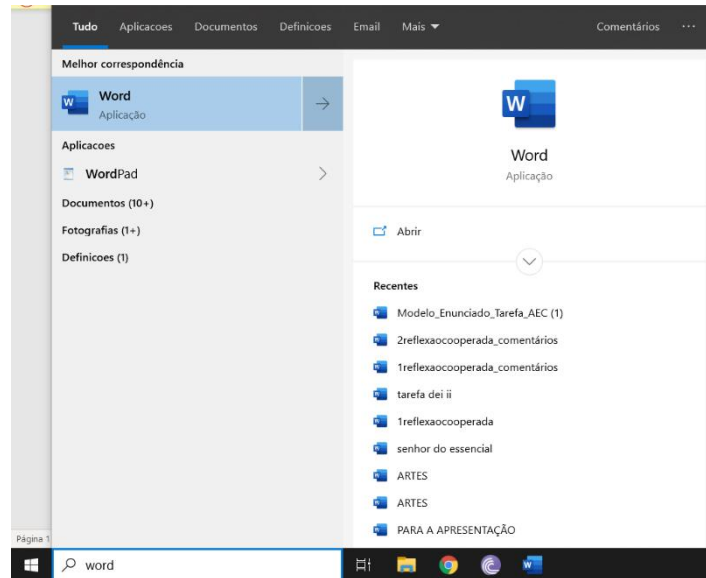 Tudo Aplicacoes Documentos Definicoes Email Mais Comentários ...
Melhor correspondência
Word
Aplicação
Aplicacoes
WordPad
Documentos (10+)
Fotografias (1+)
Definicoes (1)
W
Word
Aplicação
Abrir
Recentes
Modelo_Enunciado_Tarefa_AEC (1)
2reflexaocooperada_comentários
1reflexaocooperada_comentários
tarefa dei ii
1reflexaocooperada
senhor do essencial
ARTES
ARTES
PARA A APRESENTAÇÃO
Página 1
word